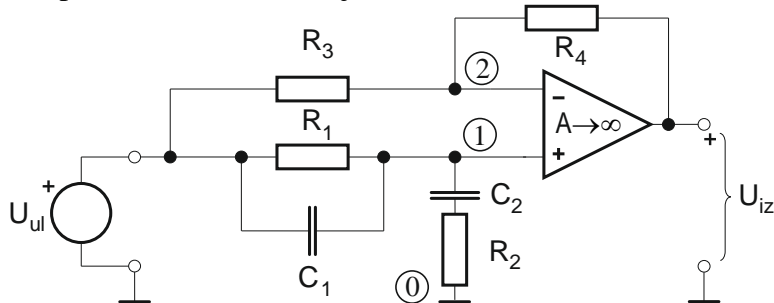 R3
R4
②
R1
①
A→∞
−
+
+
+
Uul
C1
C2
R2
⓪
Uiz